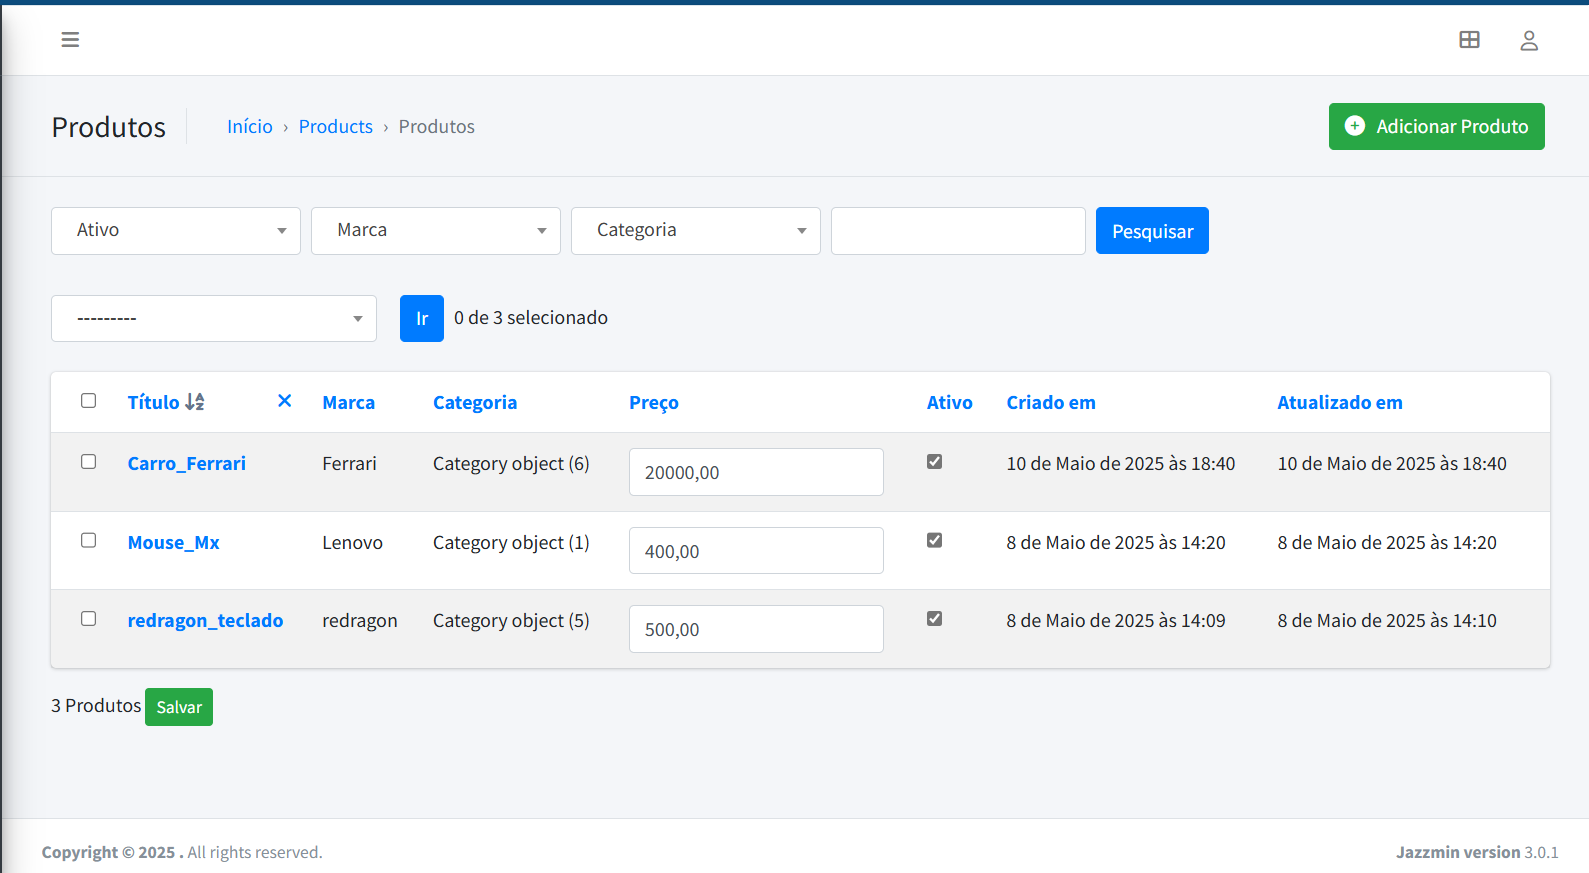 Produtos
Início › Products › Produtos
Adicionar Produto
Ativo
Marca
Categoria
Pesquisar
---------
Ir
0 de 3 selecionado
Título Marca Categoria Preço Ativo Criado em Atualizado em
Carro_Ferrari Ferrari Category object (6) 20000,00 10 de Maio de 2025 às 18:40 10 de Maio de 2025 às 18:40
Mouse_Mx Lenovo Category object (1) 400,00 8 de Maio de 2025 às 14:20 8 de Maio de 2025 às 14:20
redragon_teclado redragon Category object (5) 500,00 8 de Maio de 2025 às 14:09 8 de Maio de 2025 às 14:10
3 Produtos Salvar
Copyright © 2025 . All rights reserved.
Jazzmin version 3.0.1